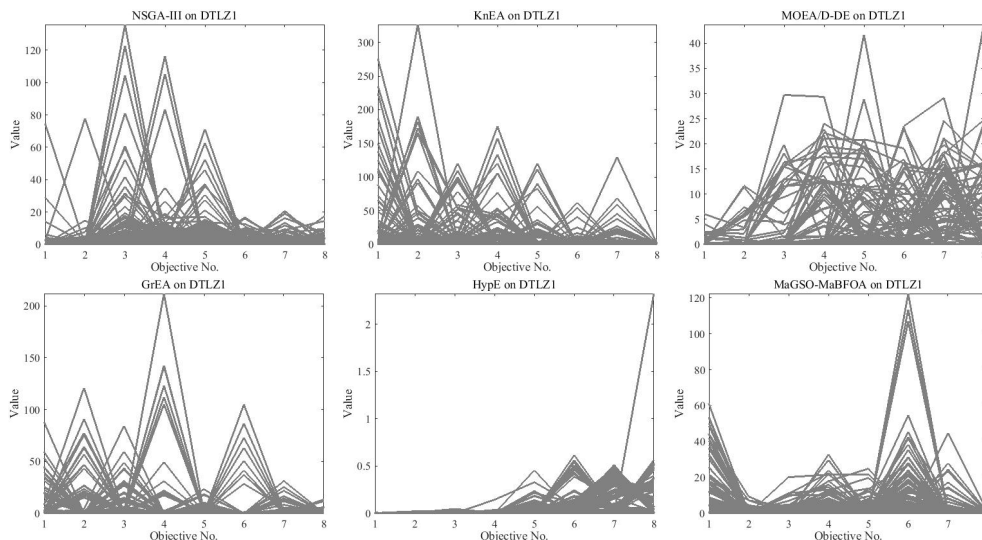 NSGA-III on DTLZ1
120
100
80
60
40
20
0
Value
1 2 3 4 5 6 7 8
Objective No.
KnEA on DTLZ1
300
250
200
150
100
50
0
Value
1 2 3 4 5 6 7 8
Objective No.
MOEA/D-DE on DTLZ1
40
35
30
25
20
15
10
5
0
Value
1 2 3 4 5 6 7
Objective No.
GrEA on DTLZ1
200
150
100
50
0
Value
1 2 3 4 5 6 7 8
Objective No.
HypE on DTLZ1
2
1.5
1
0.5
0
Value
1 2 3 4 5 6 7 8
Objective No.
MaGSO-MaBFOA on DTLZ1
120
100
80
60
40
20
0
Value
1 2 3 4 5 6 7 8
Objective No.